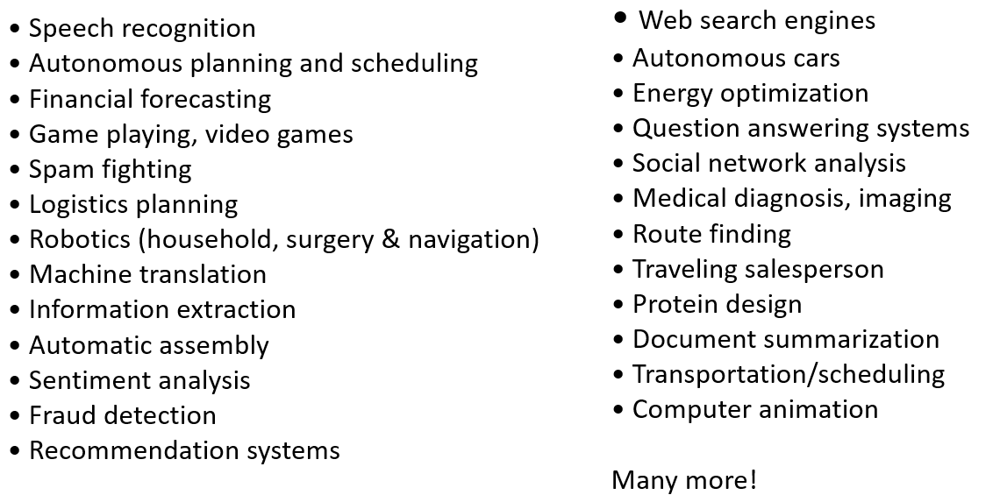 • Speech recognition
• Autonomous planning and scheduling
• Financial forecasting
• Game playing, video games
• Spam fighting
• Logistics planning
• Robotics (household, surgery & navigation)
• Machine translation
• Information extraction
• Automatic assembly
• Sentiment analysis
• Fraud detection
• Recommendation systems
• Web search engines
• Autonomous cars
• Energy optimization
• Question answering systems
• Social network analysis
• Medical diagnosis, imaging
• Route finding
• Traveling salesperson
• Protein design
• Document summarization
• Transportation/scheduling
• Computer animation
Many more!